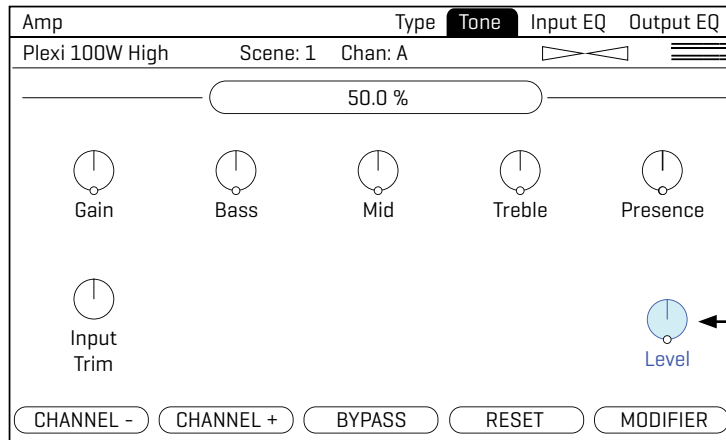 Amp Type Tone Input EQ Output EQ
Plexi 100W High Scene: 1 Chan: A
50.0 %
Gain Bass Mid Treble Presence
Input
Trim
Level
CHANNEL - CHANNEL + BYPASS RESET MODIFIER